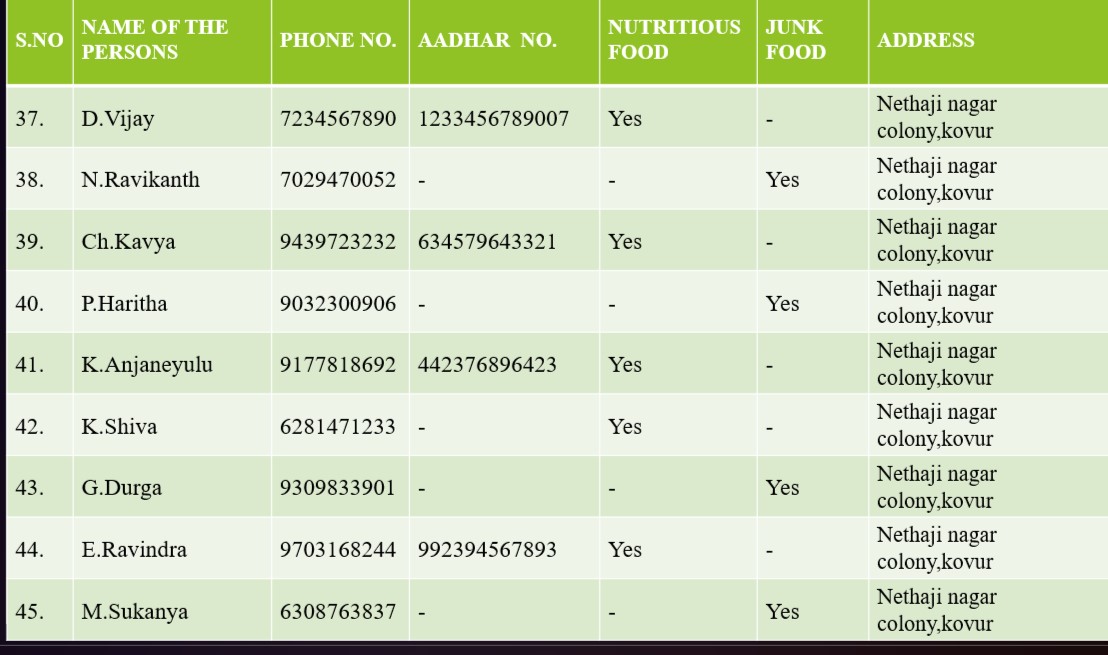 S.NO NAME OF THE PERSONS PHONE NO. AADHAR NO. NUTRITIOUS FOOD JUNK FOOD ADDRESS
37. D.Vijay 7234567890 1233456789007 Yes - Nethaji nagar colony,kovur
38. N.Ravikanth 7029470052 - - Yes Nethaji nagar colony,kovur
39. Ch.Kavya 9439723232 634579643321 Yes - Nethaji nagar colony,kovur
40. P.Haritha 9032300906 - - Yes Nethaji nagar colony,kovur
41. K.Anjaneyulu 9177818692 442376896423 Yes - Nethaji nagar colony,kovur
42. K.Shiva 6281471233 - Yes - Nethaji nagar colony,kovur
43. G.Durga 9309833901 - - Yes Nethaji nagar colony,kovur
44. E.Ravindra 9703168244 992394567893 Yes - Nethaji nagar colony,kovur
45. M.Sukanya 6308763837 - - Yes Nethaji nagar colony,kovur